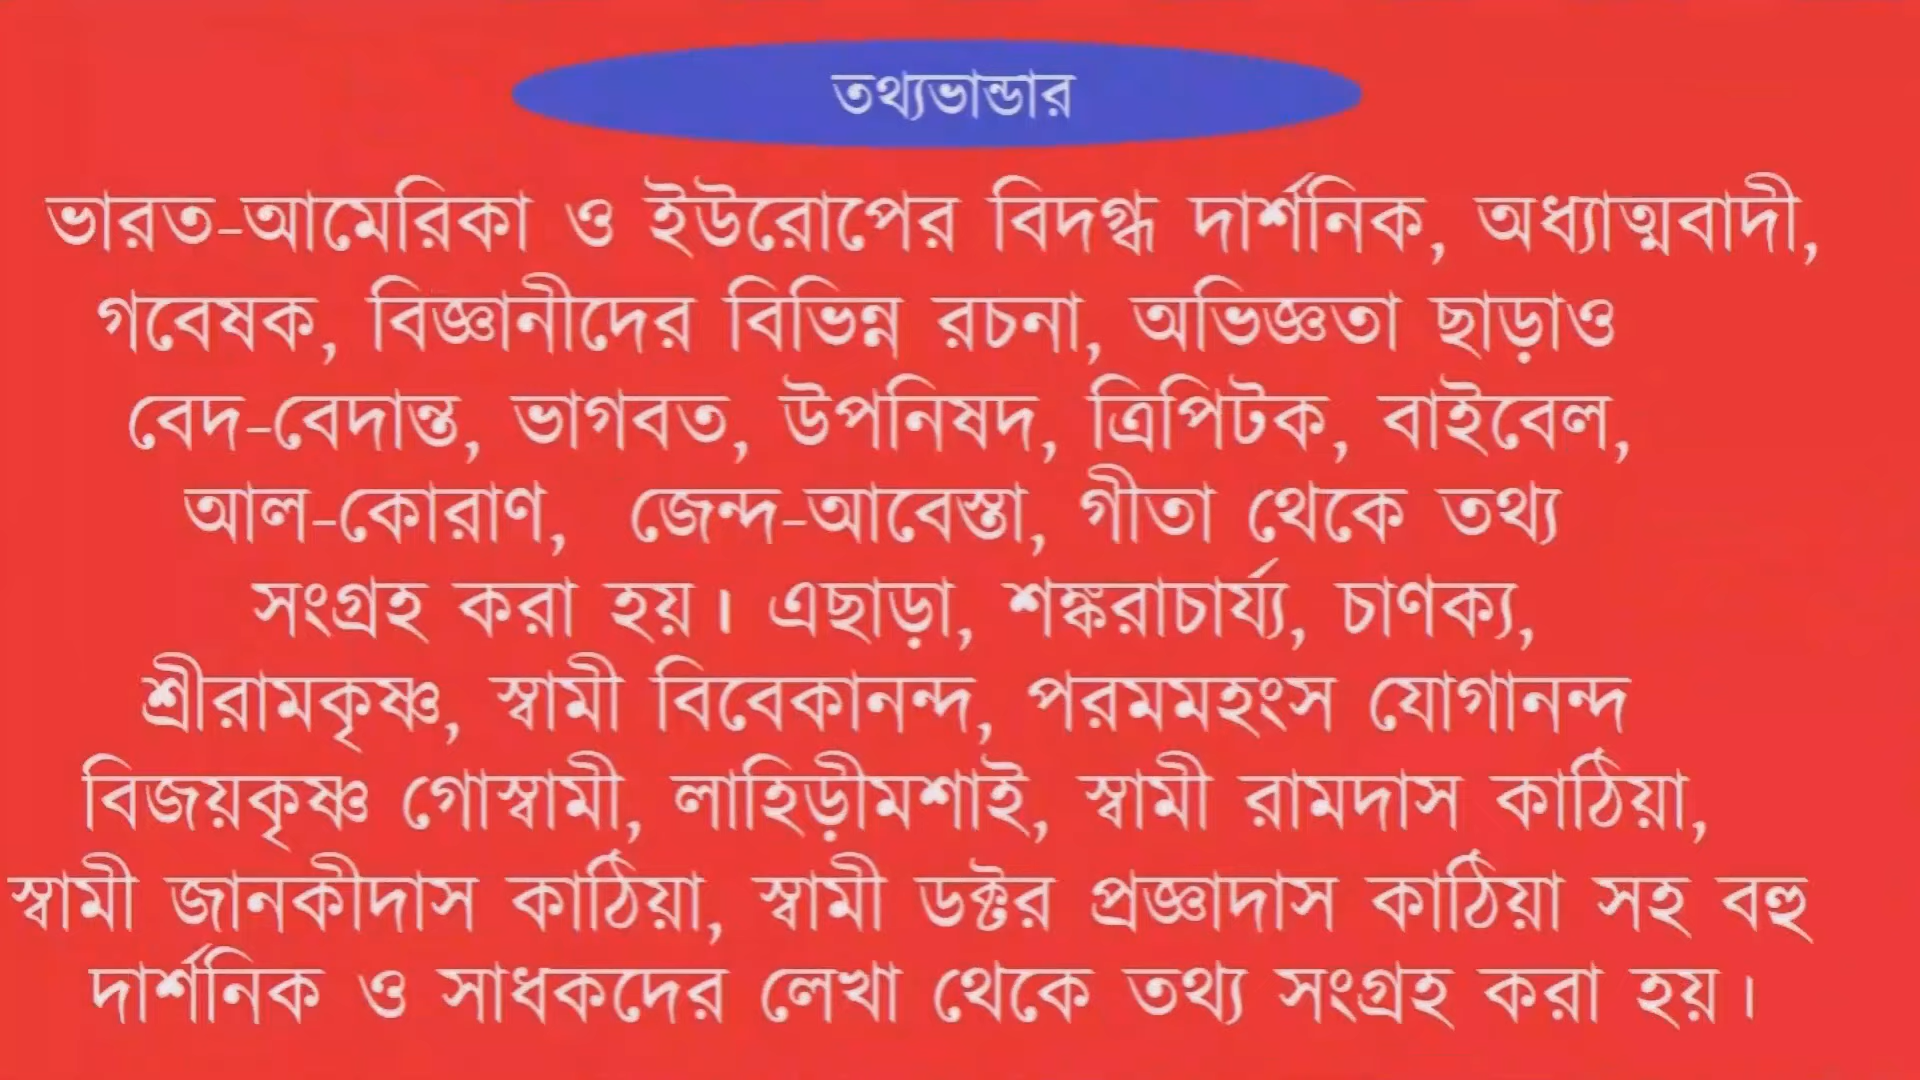 তথ্যভান্ডার
ভারত-আমেরিকা ও ইউরোপের বিদগ্ধ দার্শনিক, অধ্যাত্মবাদী,
গবেষক, বিজ্ঞানীদের বিভিন্ন রচনা, অভিজ্ঞতা ছাড়াও
বেদ-বেদান্ত, ভাগবত, উপনিষদ, ত্রিপিটক, বাইবেল,
আল-কোরাণ, জেন্দ-আবেস্তা, গীতা থেকে তথ্য
সংগ্রহ করা হয়। এছাড়া, শঙ্করাচার্য্য, চাণক্য,
শ্রীরামকৃষ্ণ, স্বামী বিবেকানন্দ, পরমমহংস যোগানন্দ
বিজয়কৃষ্ণ গোস্বামী, লাহিড়ীমশাই, স্বামী রামদাস কাঠিয়া,
স্বামী জানকীদাস কাঠিয়া, স্বামী ডক্টর প্রজ্ঞাদাস কাঠিয়া সহ বহু
দার্শনিক ও সাধকদের লেখা থেকে তথ্য সংগ্রহ করা হয়।